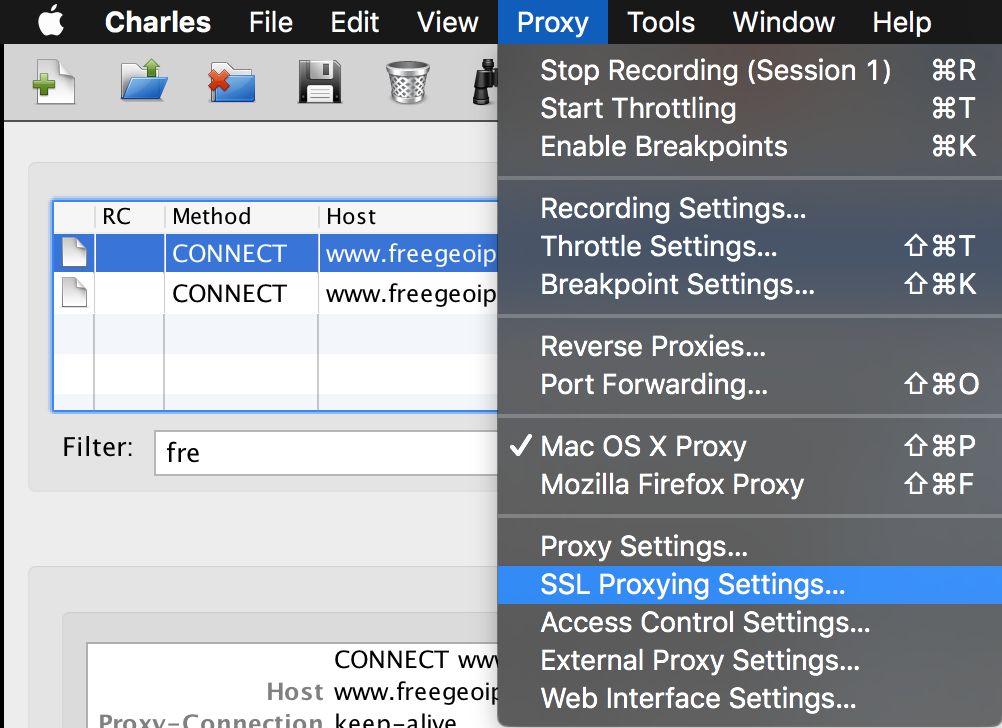 Charles File Edit View Proxy Tools Window Help
Stop Recording (Session 1) ⌘R
Start Throttling ⌘T
Enable Breakpoints ⌘K
Recording Settings...
Throttle Settings... ⇧⌘T
Breakpoint Settings... ⇧⌘K
Reverse Proxies...
Port Forwarding... ⇧⌘O
✓ Mac OS X Proxy ⇧⌘P
Mozilla Firefox Proxy ⇧⌘F
Proxy Settings...
SSL Proxying Settings...
Access Control Settings...
External Proxy Settings...
Web Interface Settings...
RC Method Host
CONNECT www.freegeoip
CONNECT www.freegeoip
Filter: fre
CONNECT www
Host www.freegeoip
Proxy-Connection keep-alive